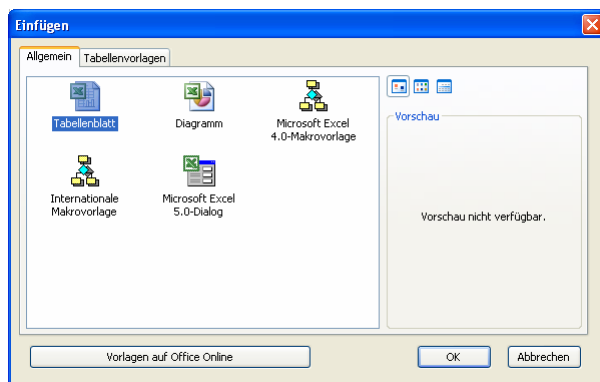 Einfügen
Allgemein
Tabellenvorlagen
Tabellenblatt
Diagramm
Microsoft Excel
4.0-Makrovorlage
Internationale
Makrovorlage
Microsoft Excel
5.0-Dialog
Vorschau
Vorschau nicht verfügbar.
Vorlagen auf Office Online
OK
Abbrechen